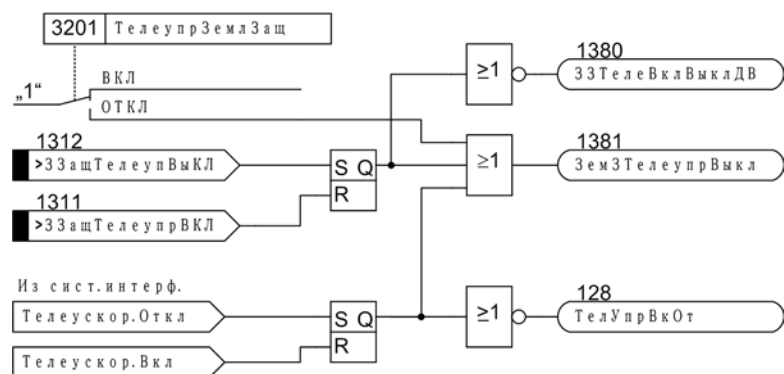 3201 ТелеупрЗемлЗащ
1380
≥1
ЗЗТелеВклВыклДВ
„1“
ВКЛ
ОТКЛ
1312
>ЗЗащТелеупВыКЛ
S Q
R
≥1
1381
ЗемЗТелеупрВыкл
1311
>ЗЗащТелеупрВКЛ
Из сист.интерф.
Телеускор.Откл
S Q
R
≥1
128
ТелУпрВкОт
Телеускор.Вкл